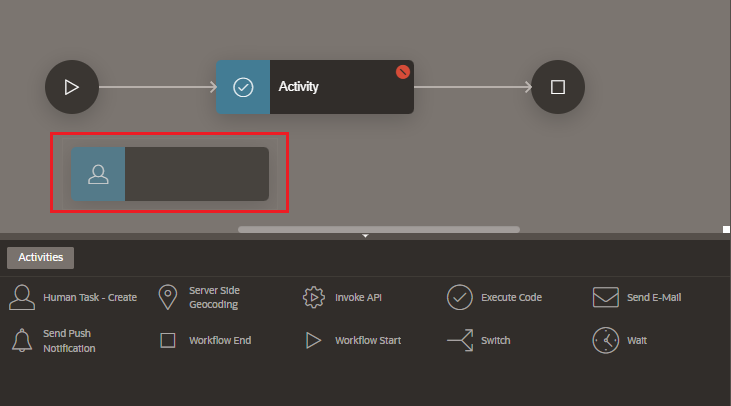 Activity
Activities
Human Task - Create
Server Side
Geocoding
Invoke API
Execute Code
Send E-Mail
Send Push
Notification
Workflow End
Workflow Start
Switch
Wait